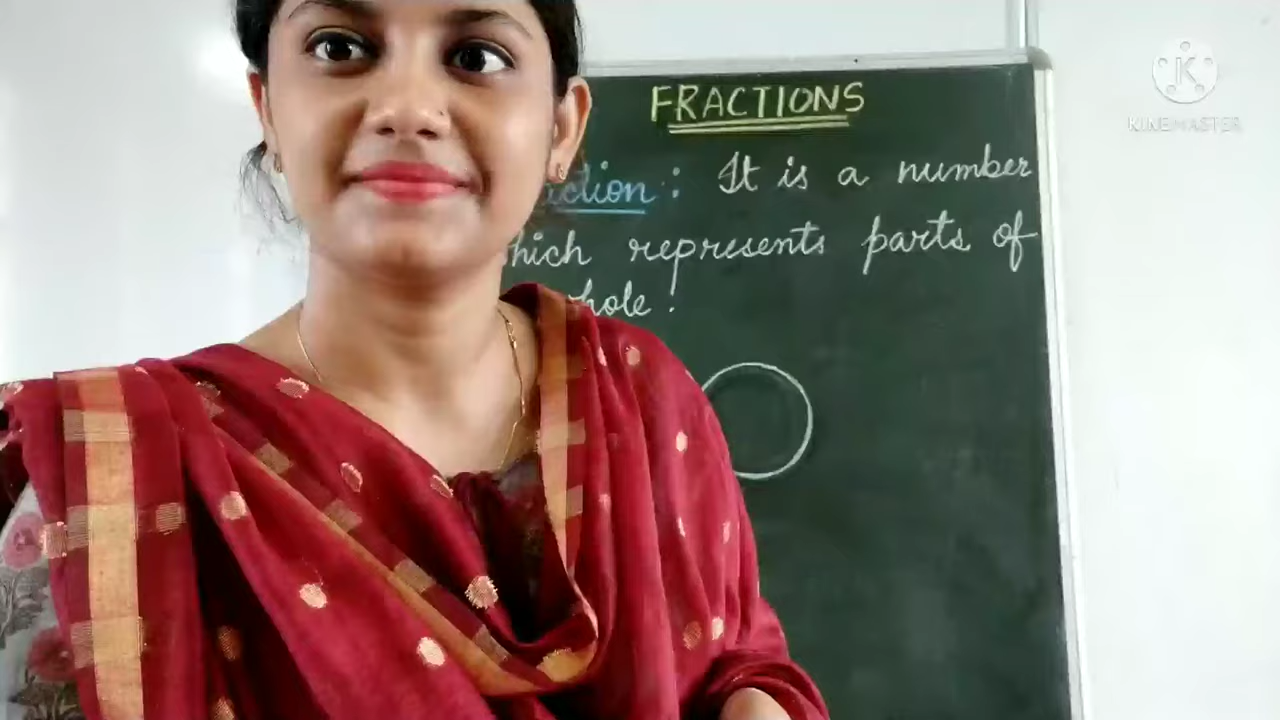 FRACTIONS
KINEMASTER
action : It is a number
hich represents parts of
hole .